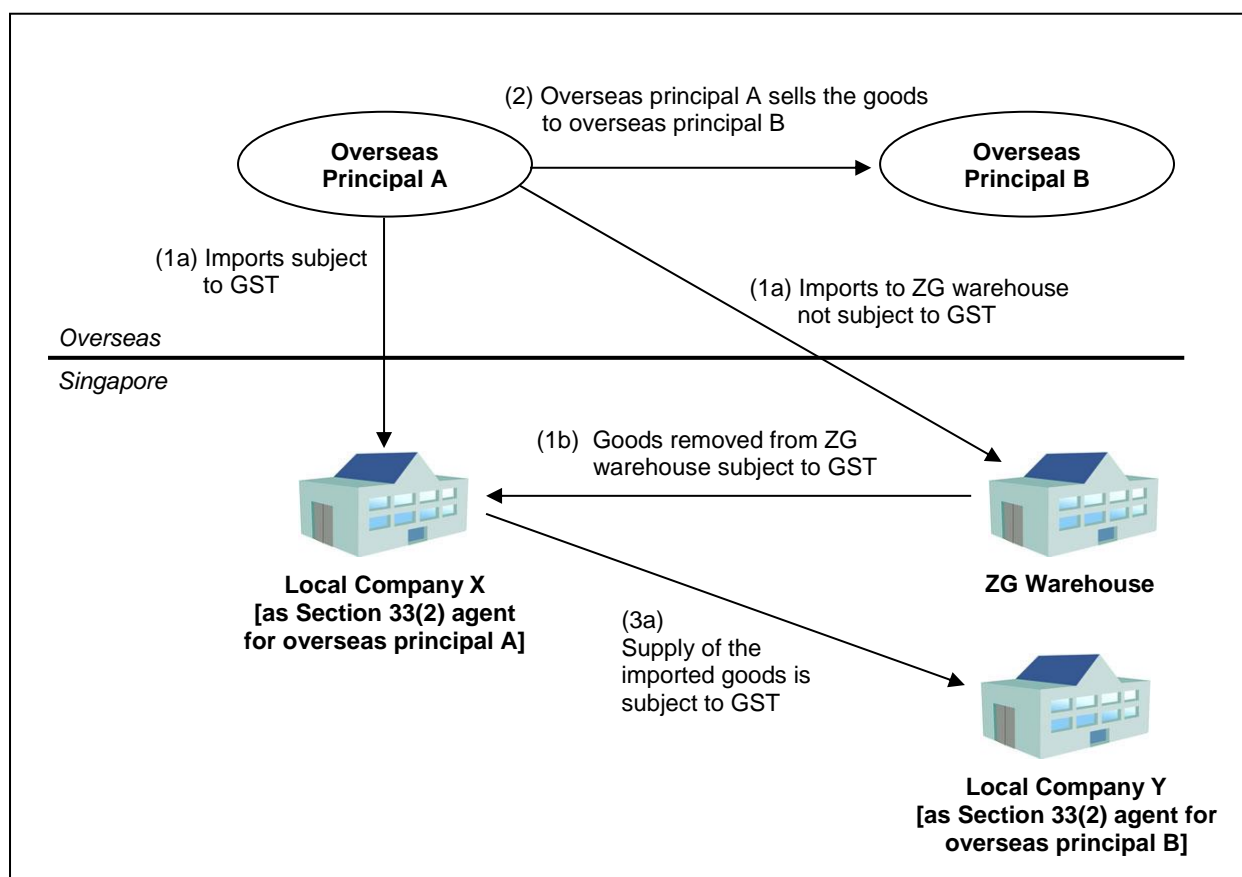 (2) Overseas principal A sells the goods
to overseas principal B
Overseas
Principal A
Overseas
Principal B
(1a) Imports subject
to GST
(1a) Imports to ZG warehouse
not subject to GST
Overseas
Singapore
(1b) Goods removed from ZG
warehouse subject to GST
Local Company X
[as Section 33(2) agent
for overseas principal A]
ZG Warehouse
(3a)
Supply of the
imported goods is
subject to GST
Local Company Y
[as Section 33(2) agent for
overseas principal B]